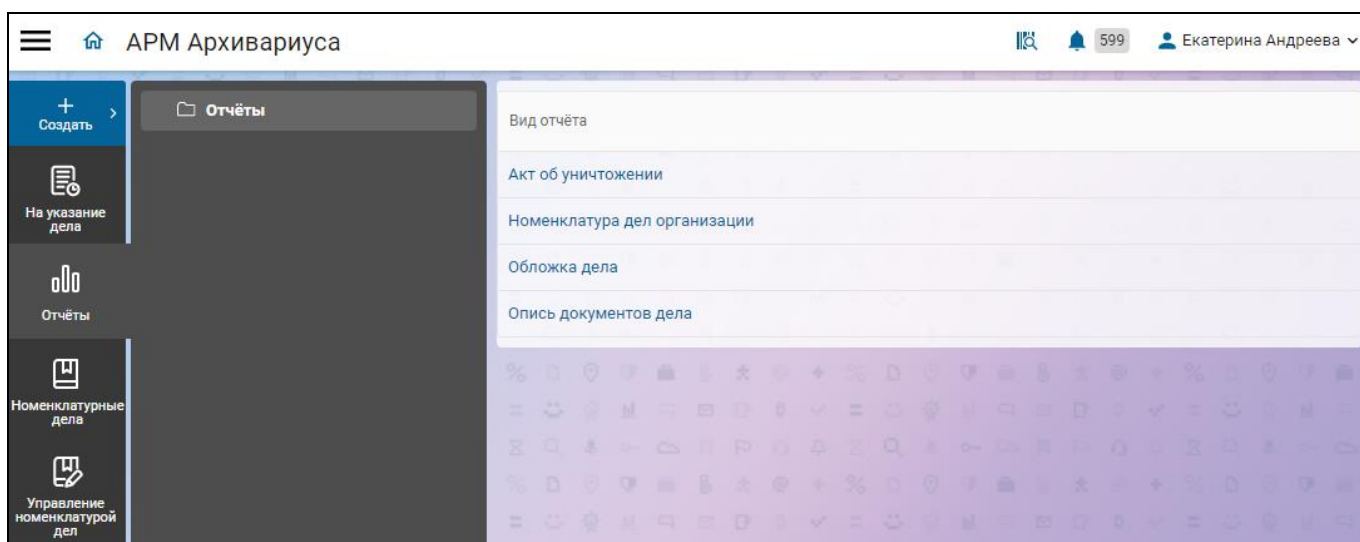 АРМ Архивариуса
599
Екатерина Андреева
Создать
На указание
дела
Отчёты
Номенклатурные
дела
Управление
номенклатурой
дел
Отчёты
Вид отчёта
Акт об уничтожении
Номенклатура дел организации
Обложка дела
Опись документов дела